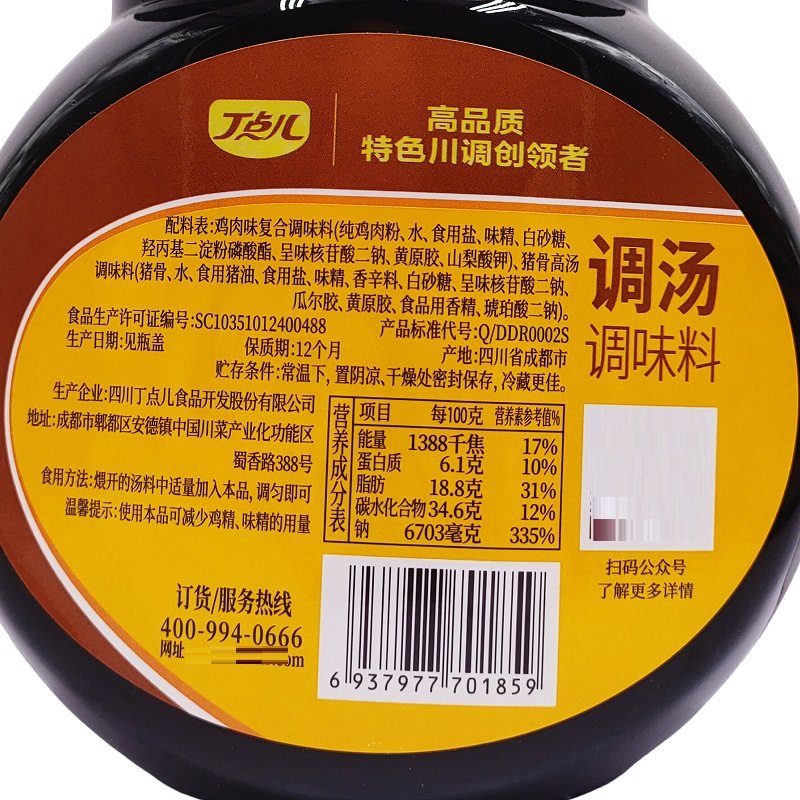 丁点儿
高品质
特色川调创领者
配料表:鸡肉味复合调味料(纯鸡肉粉、水、食用盐、味精、白砂糖、
羟丙基二淀粉磷酸酯、呈味核苷酸二钠、黄原胶、山梨酸钾)、猪骨高汤
调味料(猪骨、水、食用猪油、食用盐、味精、香辛料、白砂糖、呈味核苷酸二钠、
瓜尔胶、黄原胶、食品用香精、琥珀酸二钠)。
调汤
调味料
食品生产许可证编号:SC10351012400488 产品标准代号:Q/DDR0002S
生产日期:见瓶盖 保质期:12个月 产地:四川省成都市
贮存条件:常温下,置阴凉、干燥处密封保存,冷藏更佳。
生产企业:四川丁点儿食品开发股份有限公司
地址:成都市郫都区安德镇中国川菜产业化功能区
蜀香路388号
食用方法:煨开的汤料中适量加入本品,调匀即可
温馨提示:使用本品可减少鸡精、味精的用量
营养成分表
项目 每100克 营养素参考值%
能量 1388千焦 17%
蛋白质 6.1克 10%
脂肪 18.8克 31%
碳水化合物 34.6克 12%
钠 6703毫克 335%
扫码公众号
了解更多详情
订货/服务热线
400-994-0666
网址 .com
6 937977 701859